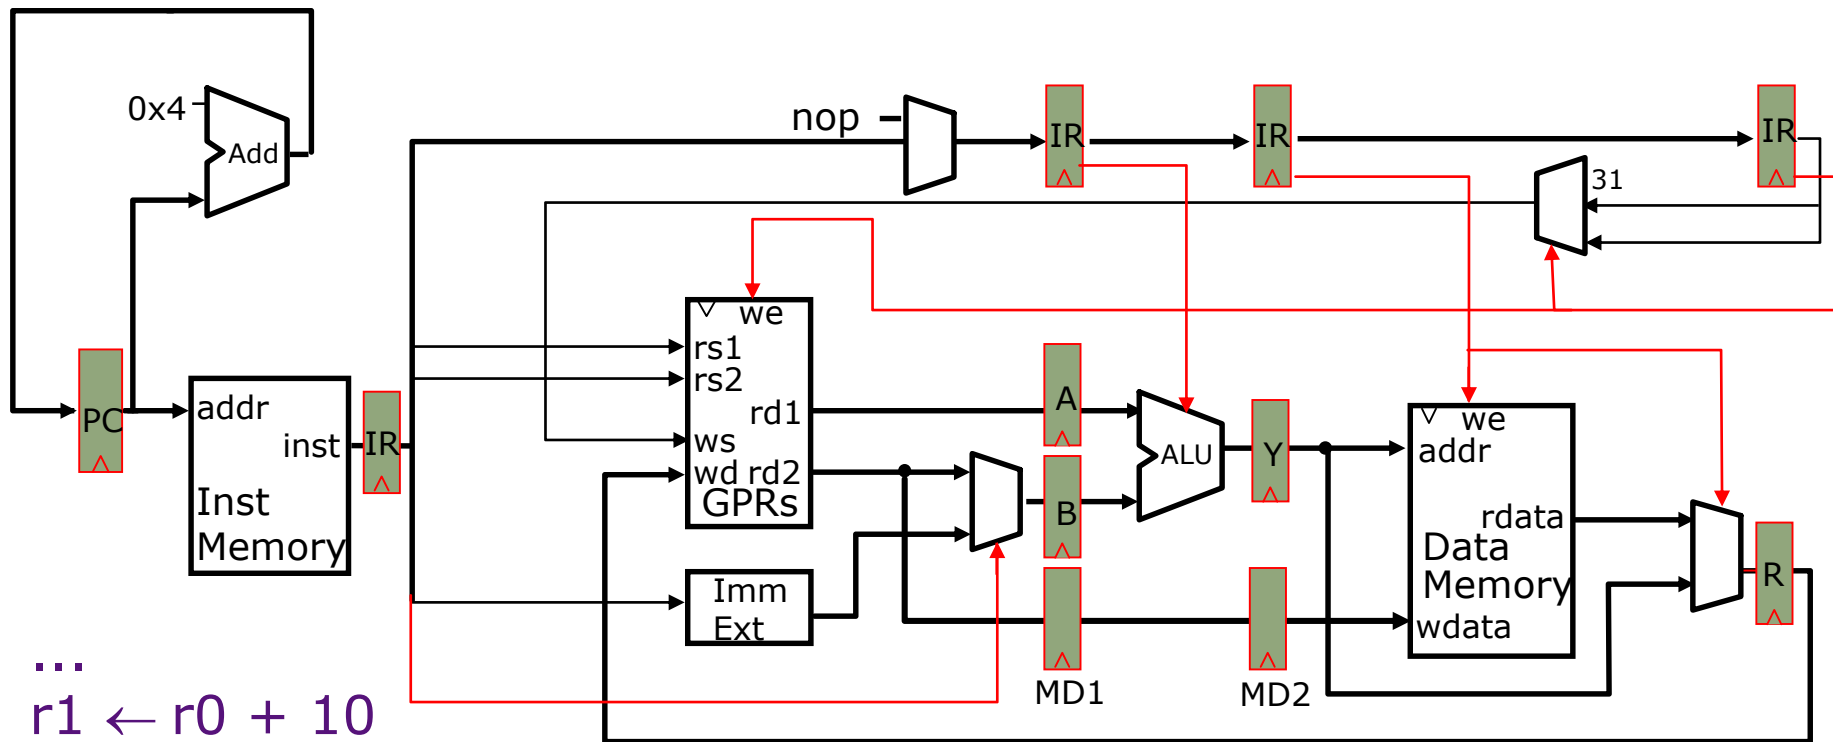 0x4
Add
nop
IR
IR
IR
31
we
rs1
rs2
rd1
ws
wd rd2
GPRs
A
ALU
B
Y
we
addr
rdata
Data
Memory
wdata
R
PC
addr
inst
Inst
Memory
IR
Imm
Ext
MD1
MD2
...
r1 ← r0 + 10